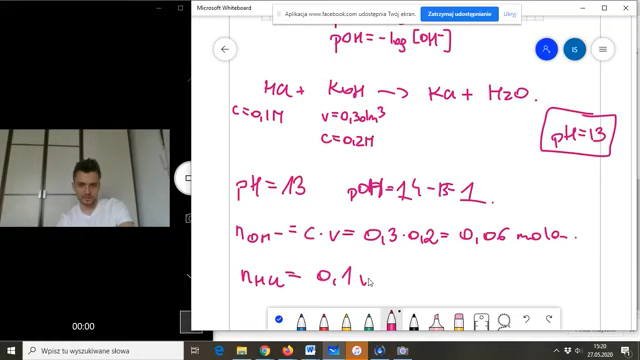 Microsoft Whiteboard
Aplikacja www.facebook.com udostępnia Twój ekran.
Zatrzymaj udostępnianie
Ukryj
IS
pOH = -log [OH⁻]
HCl + KOH → KCl + H2O.
C=0,1M
V=0,3dm³
C=0,2M
pH=13
pH=13
pOH=14-13=1
nOH⁻ = C·V = 0,3·0,2 = 0,06 mola.
nHCl = 0,1 V
00:00
Wpisz tu wyszukiwane słowa
15:20
27.05.2020